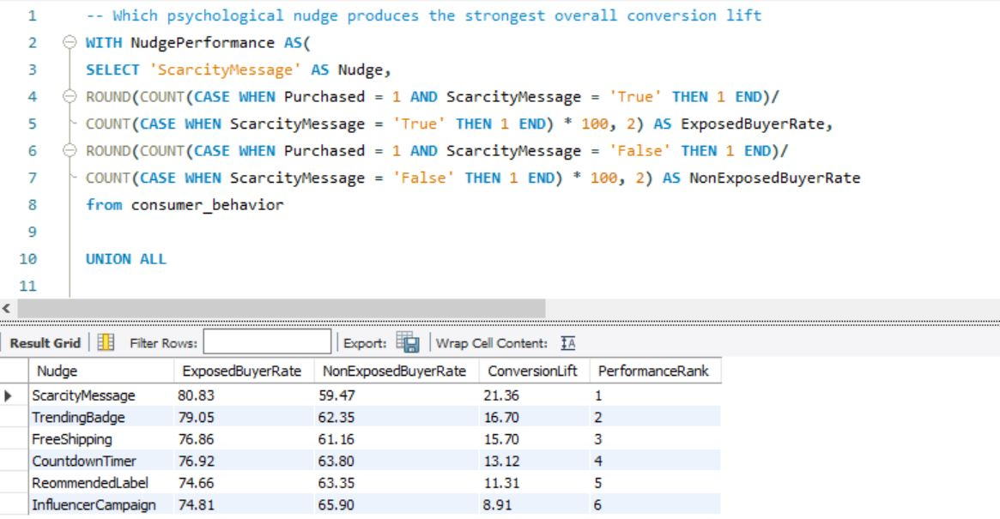 1 -- Which psychological nudge produces the strongest overall conversion lift
2 WITH NudgePerformance AS(
3 SELECT 'ScarcityMessage' AS Nudge,
4 ROUND(COUNT(CASE WHEN Purchased = 1 AND ScarcityMessage = 'True' THEN 1 END)/
5 COUNT(CASE WHEN ScarcityMessage = 'True' THEN 1 END) * 100, 2) AS ExposedBuyerRate,
6 ROUND(COUNT(CASE WHEN Purchased = 1 AND ScarcityMessage = 'False' THEN 1 END)/
7 COUNT(CASE WHEN ScarcityMessage = 'False' THEN 1 END) * 100, 2) AS NonExposedBuyerRate
8 from consumer_behavior
9
10 UNION ALL
11
Result Grid Filter Rows: Export: Wrap Cell Content:
Nudge ExposedBuyerRate NonExposedBuyerRate ConversionLift PerformanceRank
ScarcityMessage 80.83 59.47 21.36 1
TrendingBadge 79.05 62.35 16.70 2
FreeShipping 76.86 61.16 15.70 3
CountdownTimer 76.92 63.80 13.12 4
ReommendedLabel 74.66 63.35 11.31 5
InfluencerCampaign 74.81 65.90 8.91 6